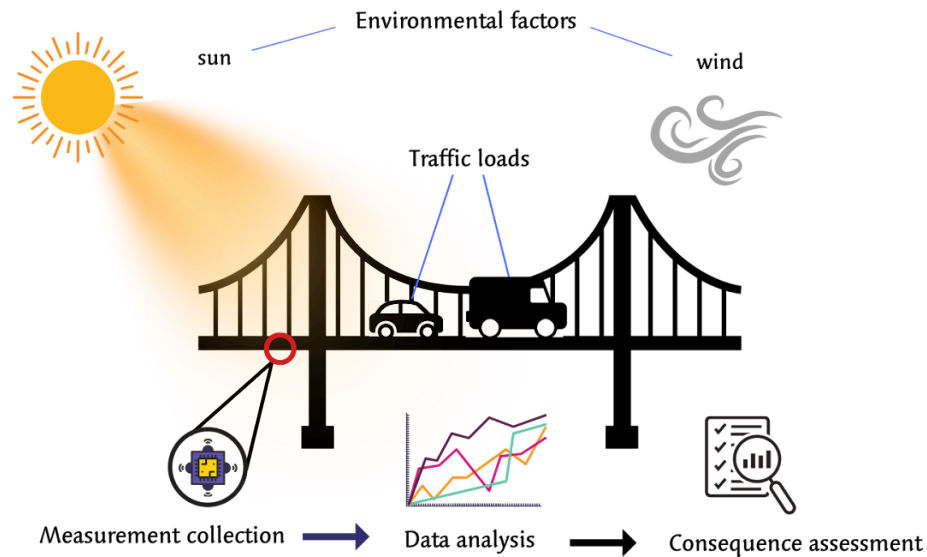 Environmental factors
sun
wind
Traffic loads
Measurement collection
Data analysis
Consequence assessment